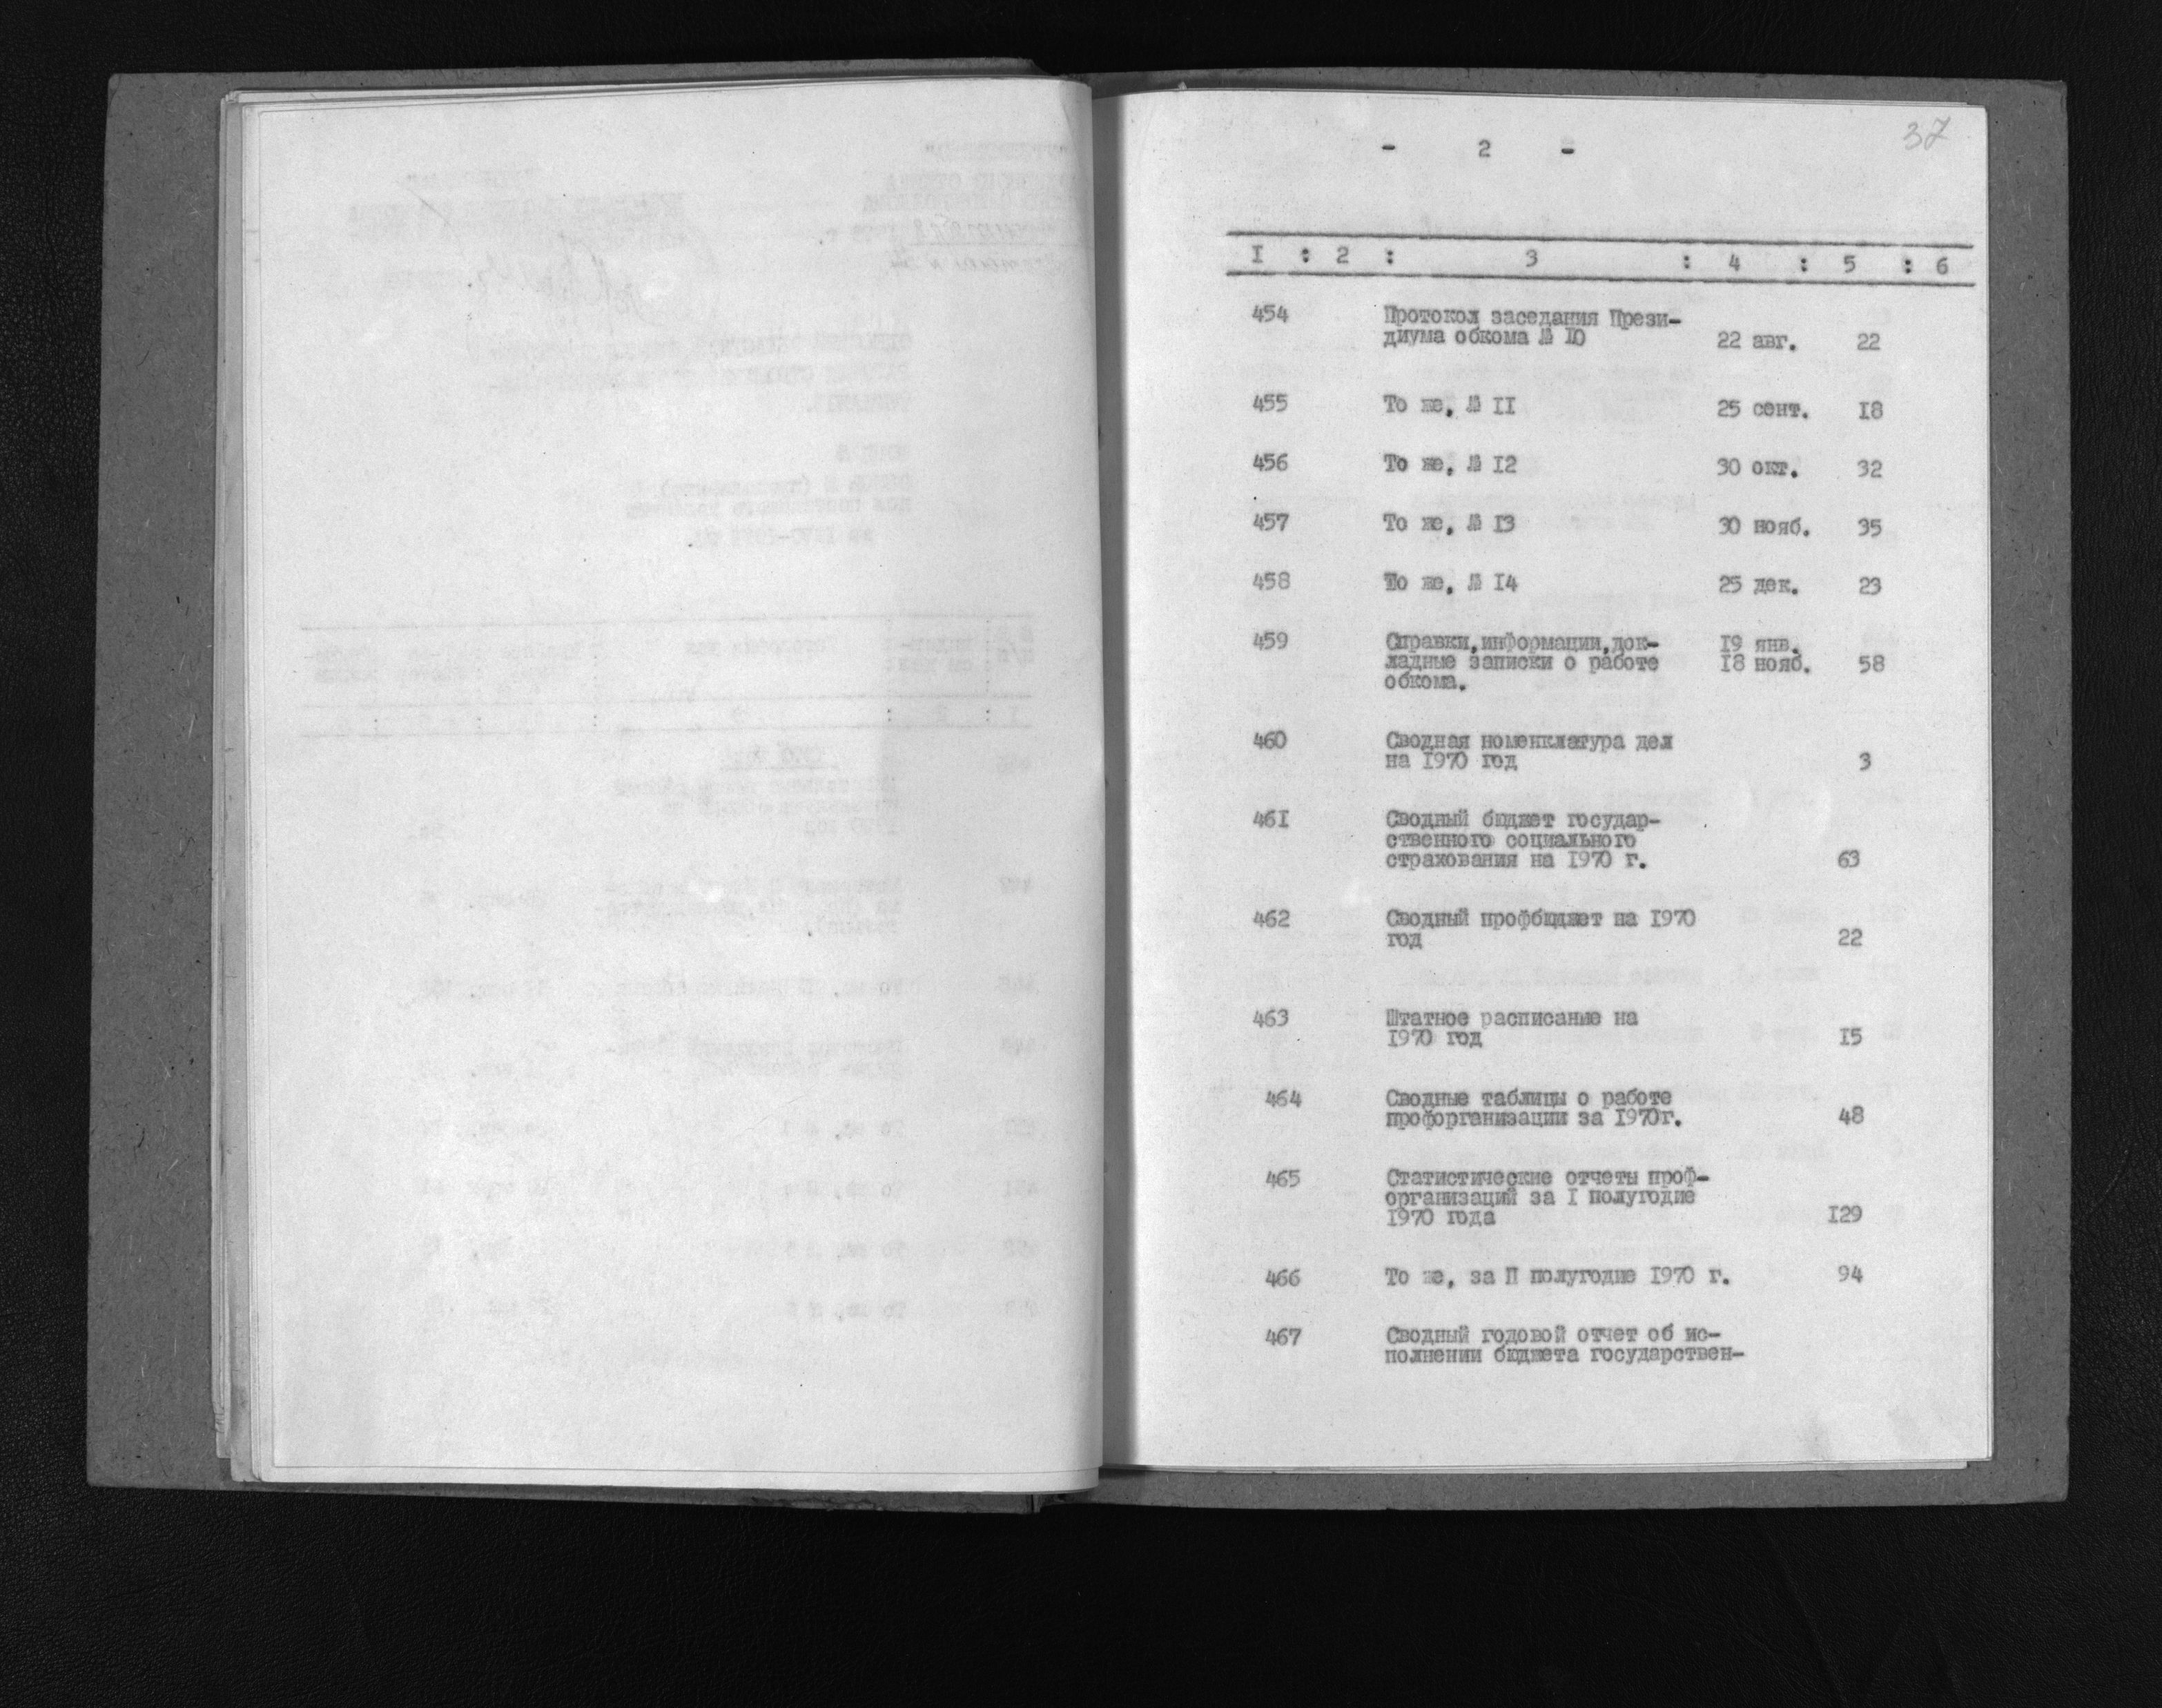 37
- 2 -
I : 2 : 3 : 4 : 5 : 6
454 Протокол заседания Прези-
диума обкома № 10 22 авг. 22
455 То же, № II 25 сент. I8
456 То же, № I2 30 окт. 32
457 То же, № I3 30 нояб. 35
458 То же, № I4 25 дек. 23
459 Справки,информации,док- I9 янв.
ладные записки о работе I8 нояб. 58
обкома.
460 Сводная номенклатура дел
на I970 год 3
46I Сводный бюджет государ-
ственного социального
страхования на I970 г. 63
462 Сводный профбюджет на I970
год 22
463 Штатное расписание на
I970 год I5
464 Сводные таблицы о работе
профорганизации за I970г. 48
465 Статистические отчеты проф-
организаций за I полугодие
I970 года I29
466 То же, за П полугодие I970 г. 94
467 Сводный годовой отчет об ис-
полнении бюджета государствен-